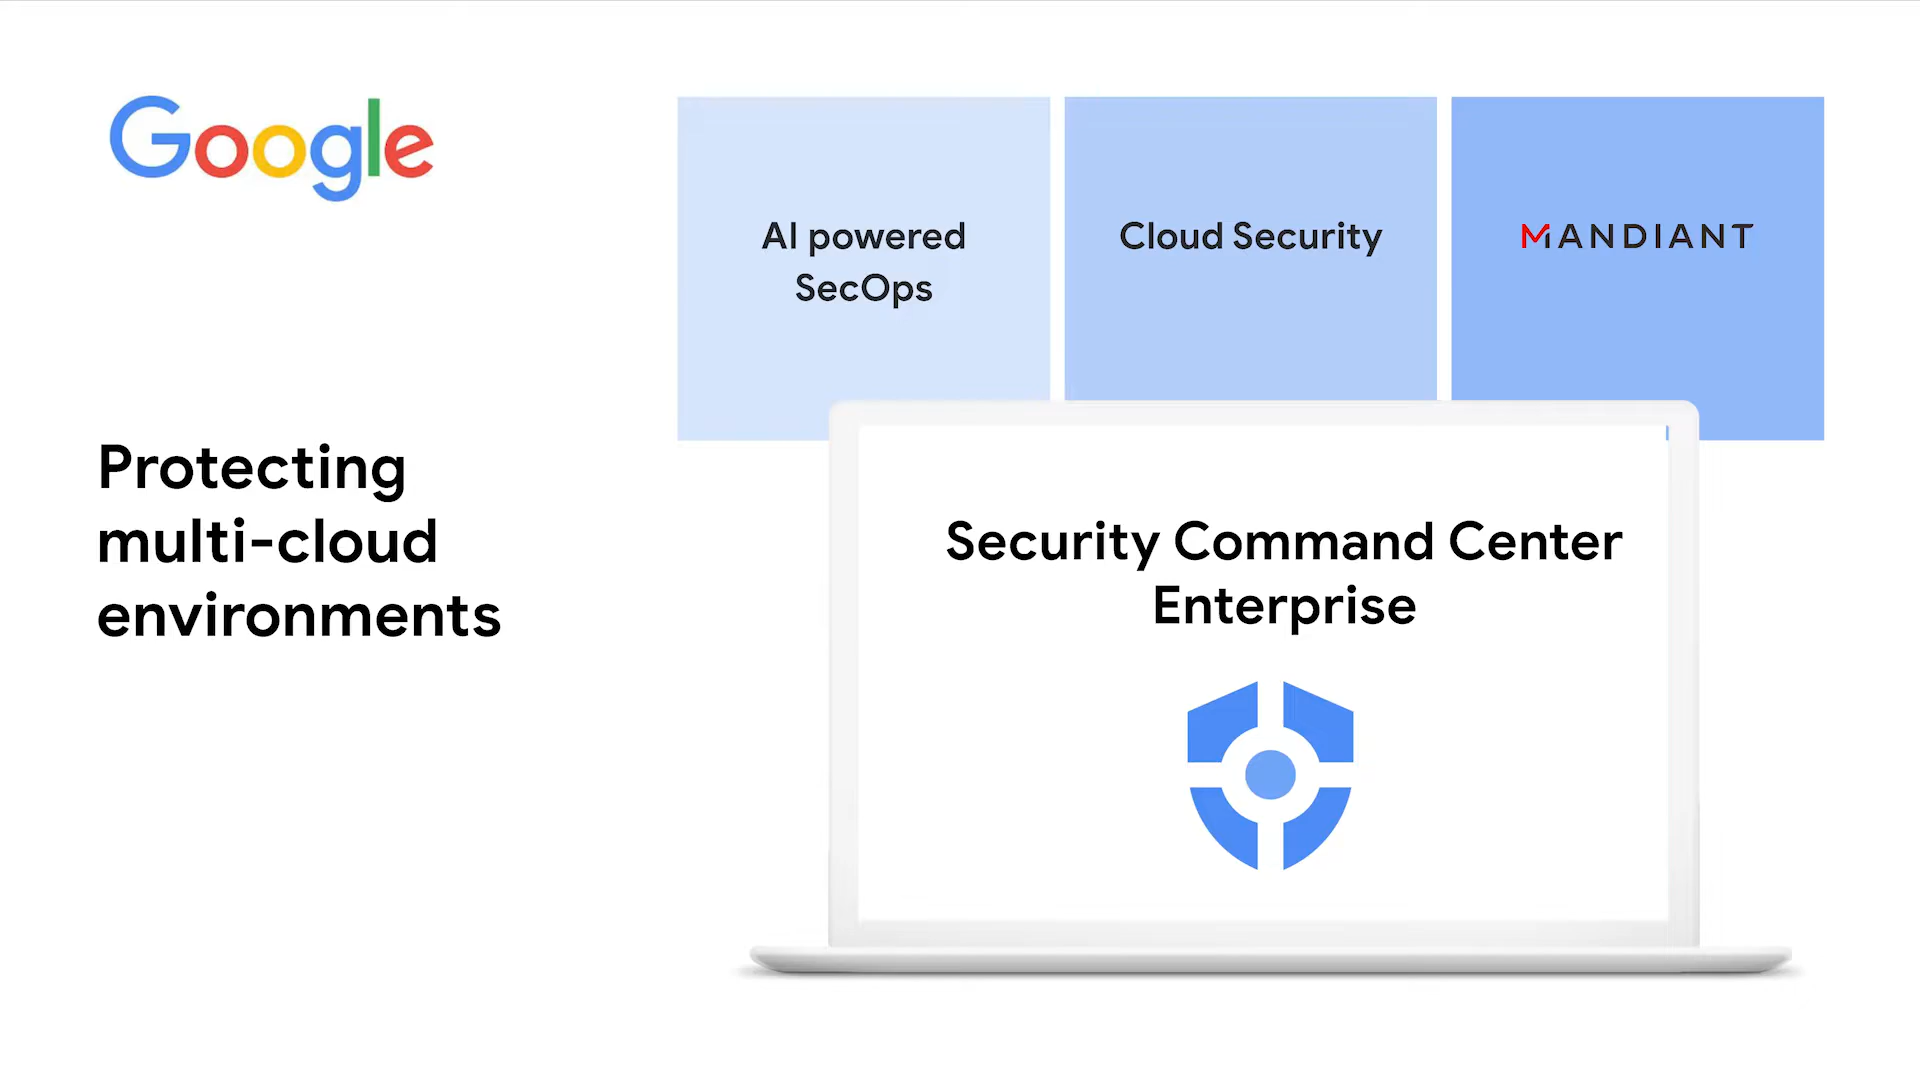 Google
Protecting
multi-cloud
environments
AI powered
SecOps
Cloud Security
MANDIANT
Security Command Center
Enterprise